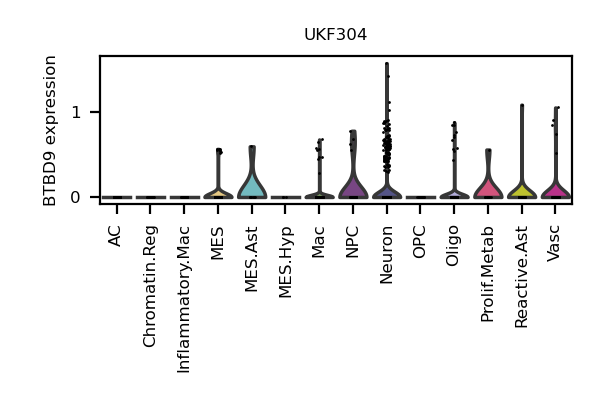 UKF304
BTBD9 expression
1
0
AC
Chromatin.Reg
Inflammatory.Mac
MES
MES.Ast
MES.Hyp
Mac
NPC
Neuron
OPC
Oligo
Prolif.Metab
Reactive.Ast
Vasc